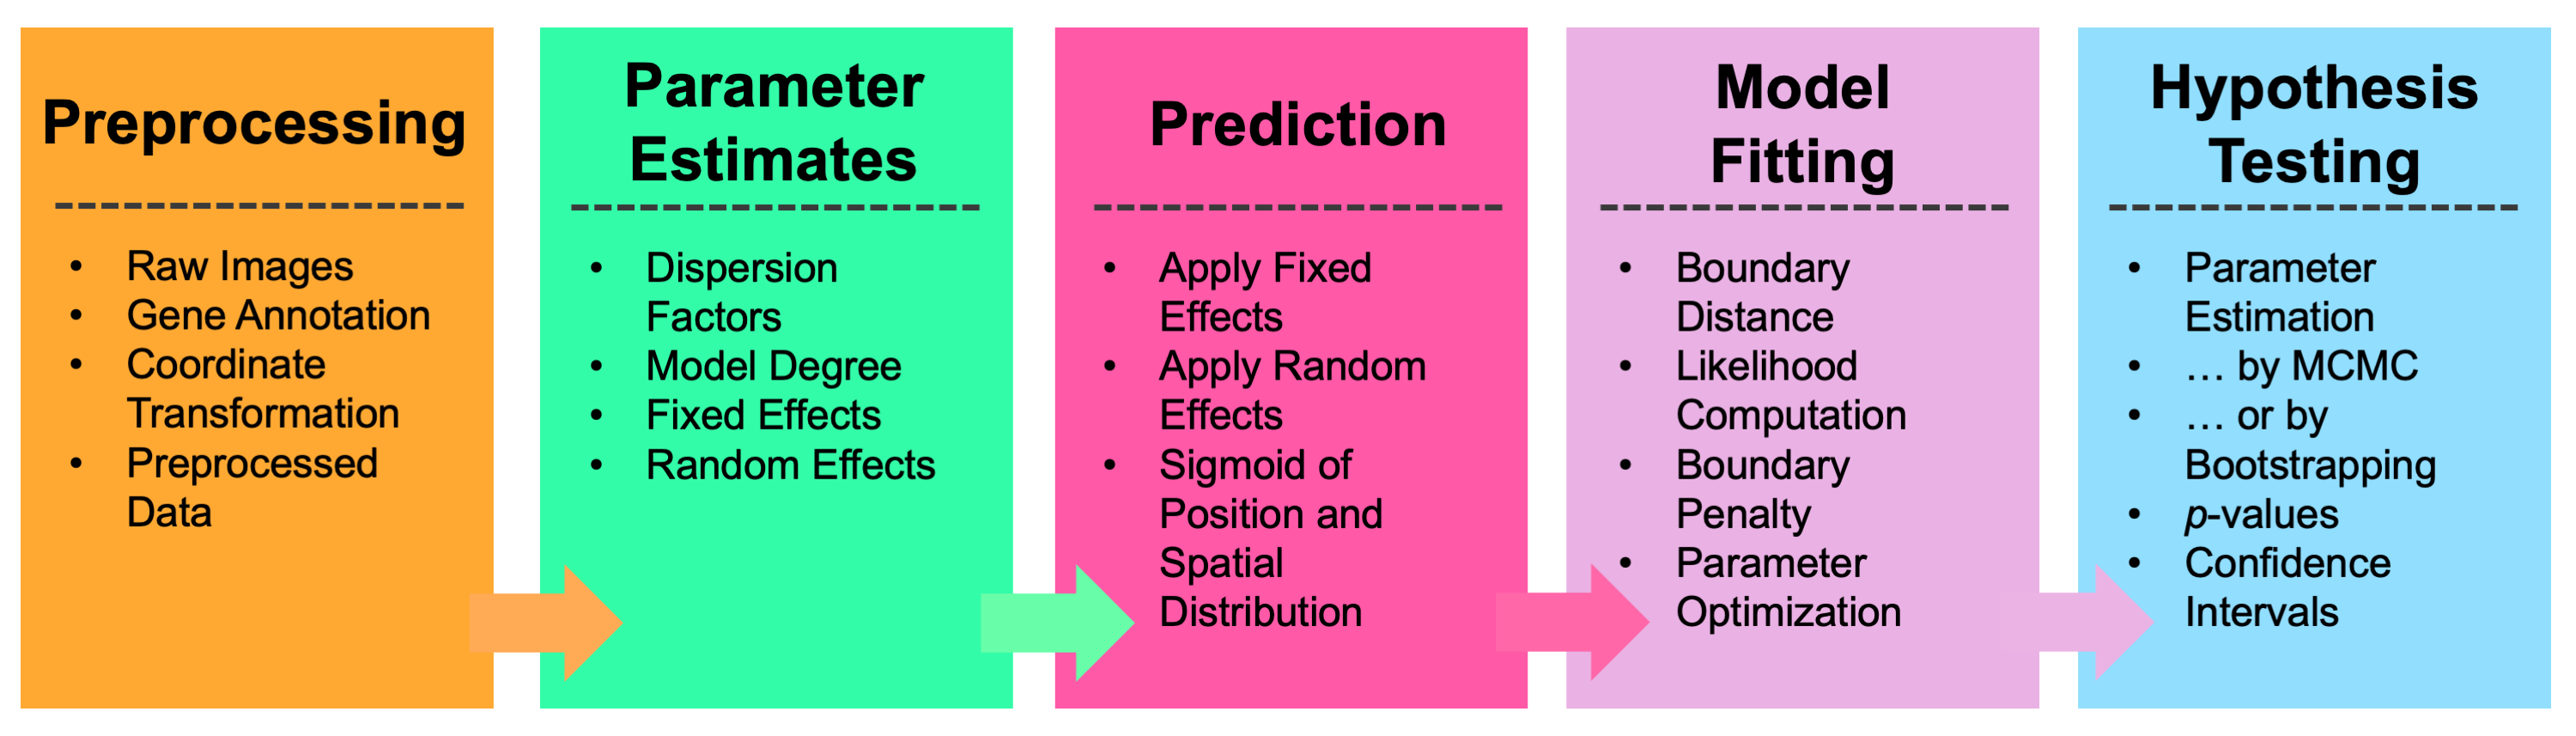 Preprocessing
• Raw Images
• Gene Annotation
• Coordinate
Transformation
• Preprocessed
Data
Parameter
Estimates
• Dispersion
Factors
• Model Degree
• Fixed Effects
• Random Effects
Prediction
• Apply Fixed
Effects
• Apply Random
Effects
• Sigmoid of
Position and
Spatial
Distribution
Model
Fitting
• Boundary
Distance
• Likelihood
Computation
• Boundary
Penalty
• Parameter
Optimization
Hypothesis
Testing
• Parameter
Estimation
• … by MCMC
• … or by
Bootstrapping
• p-values
• Confidence
Intervals